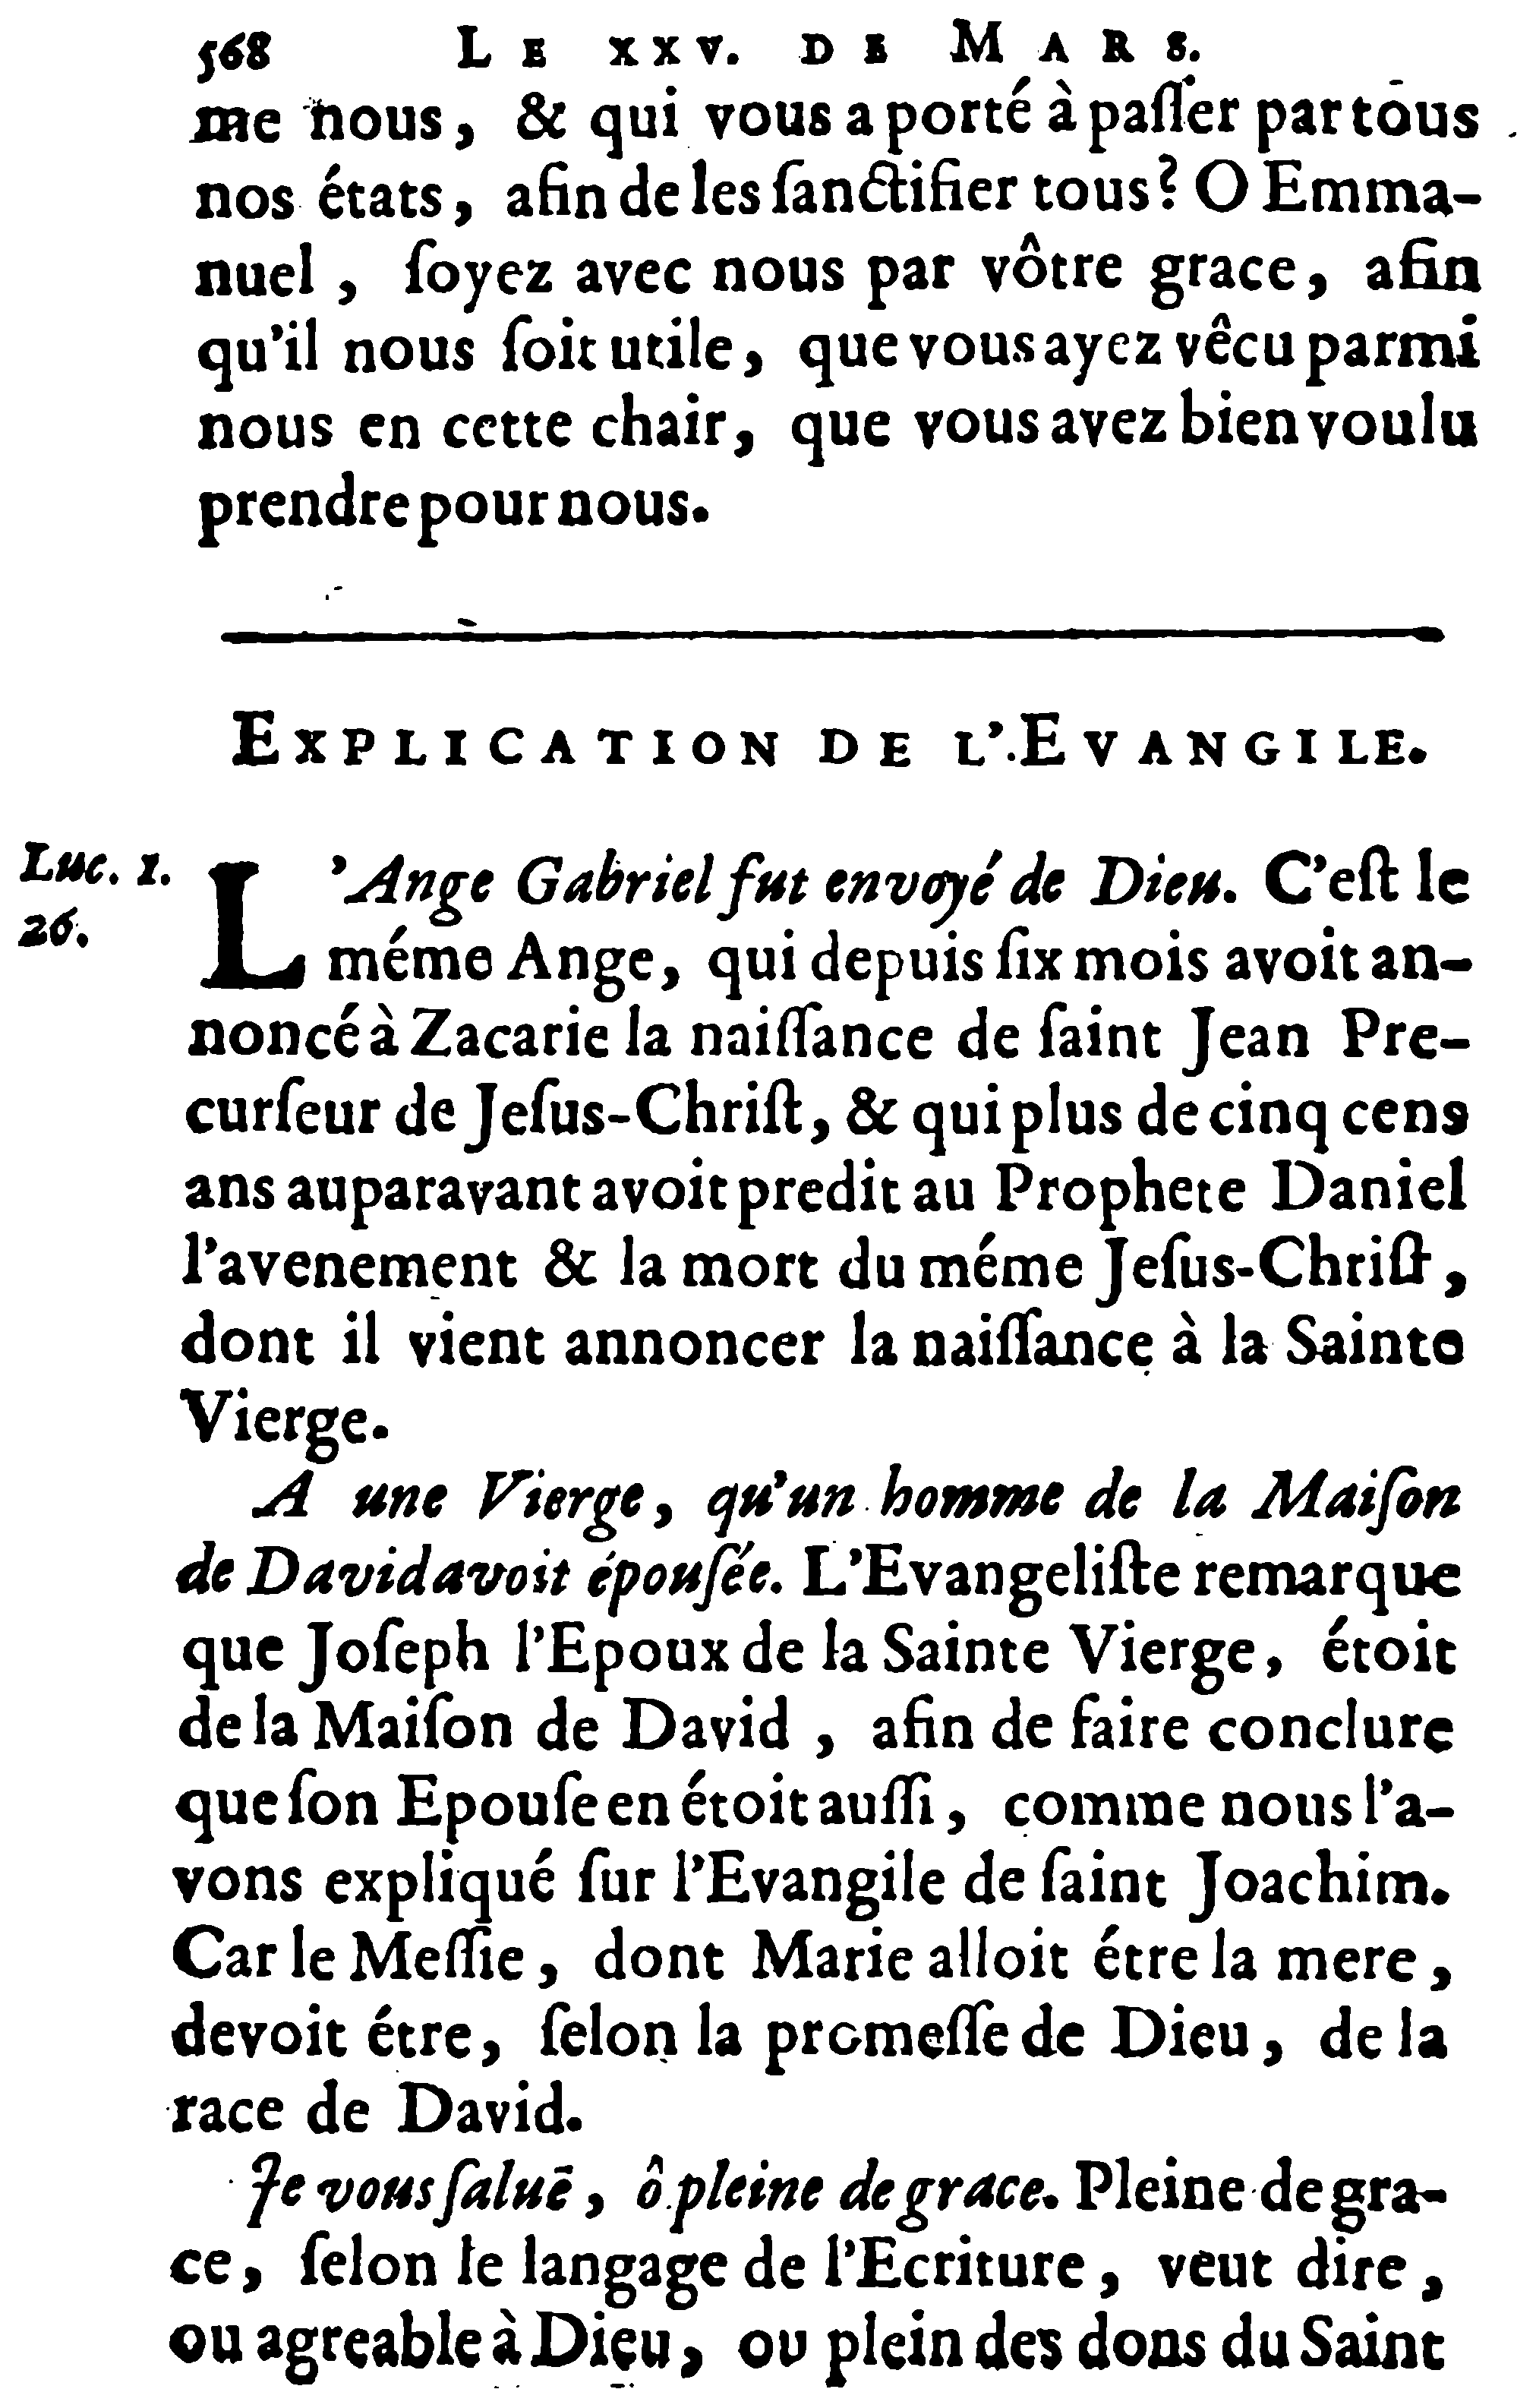 568 LE XXV. DE MARS.
me nous, & qui vous a porté à paſſer par tous
nos états, afin de les ſanctifier tous? O Emma-
nuel, ſoyez avec nous par vôtre grace, afin
qu'il nous ſoit utile, que vous ayez vêcu parmi
nous en cette chair, que vous avez bien voulu
prendre pour nous.
EXPLICATION DE L'EVANGILE.
Luc. 1.
26.
L'Ange Gabriel fut envoyé de Dieu. C'eſt le
méme Ange, qui depuis ſix mois avoit an-
noncé à Zacarie la naiſſance de ſaint Jean Pre-
curſeur de Jeſus-Chriſt, & qui plus de cinq cens
ans auparavant avoit predit au Prophete Daniel
l'avenement & la mort du méme Jeſus-Chriſt,
dont il vient annoncer la naiſſance à la Sainte
Vierge.
A une Vierge, qu'un homme de la Maiſon
de David avoit épouſée. L'Evangeliſte remarque
que Joſeph l'Epoux de la Sainte Vierge, étoit
de la Maiſon de David, afin de faire conclure
que ſon Epouſe en étoit auſſi, comme nous l'a-
vons expliqué ſur l'Evangile de ſaint Joachim.
Car le Meſſie, dont Marie alloit étre la mere,
devoit étre, ſelon la promeſſe de Dieu, de la
race de David.
Je vous ſaluë, ô pleine de grace. Pleine de gra-
ce, ſelon le langage de l'Ecriture, veut dire,
ou agreable à Dieu, ou plein des dons du Saint